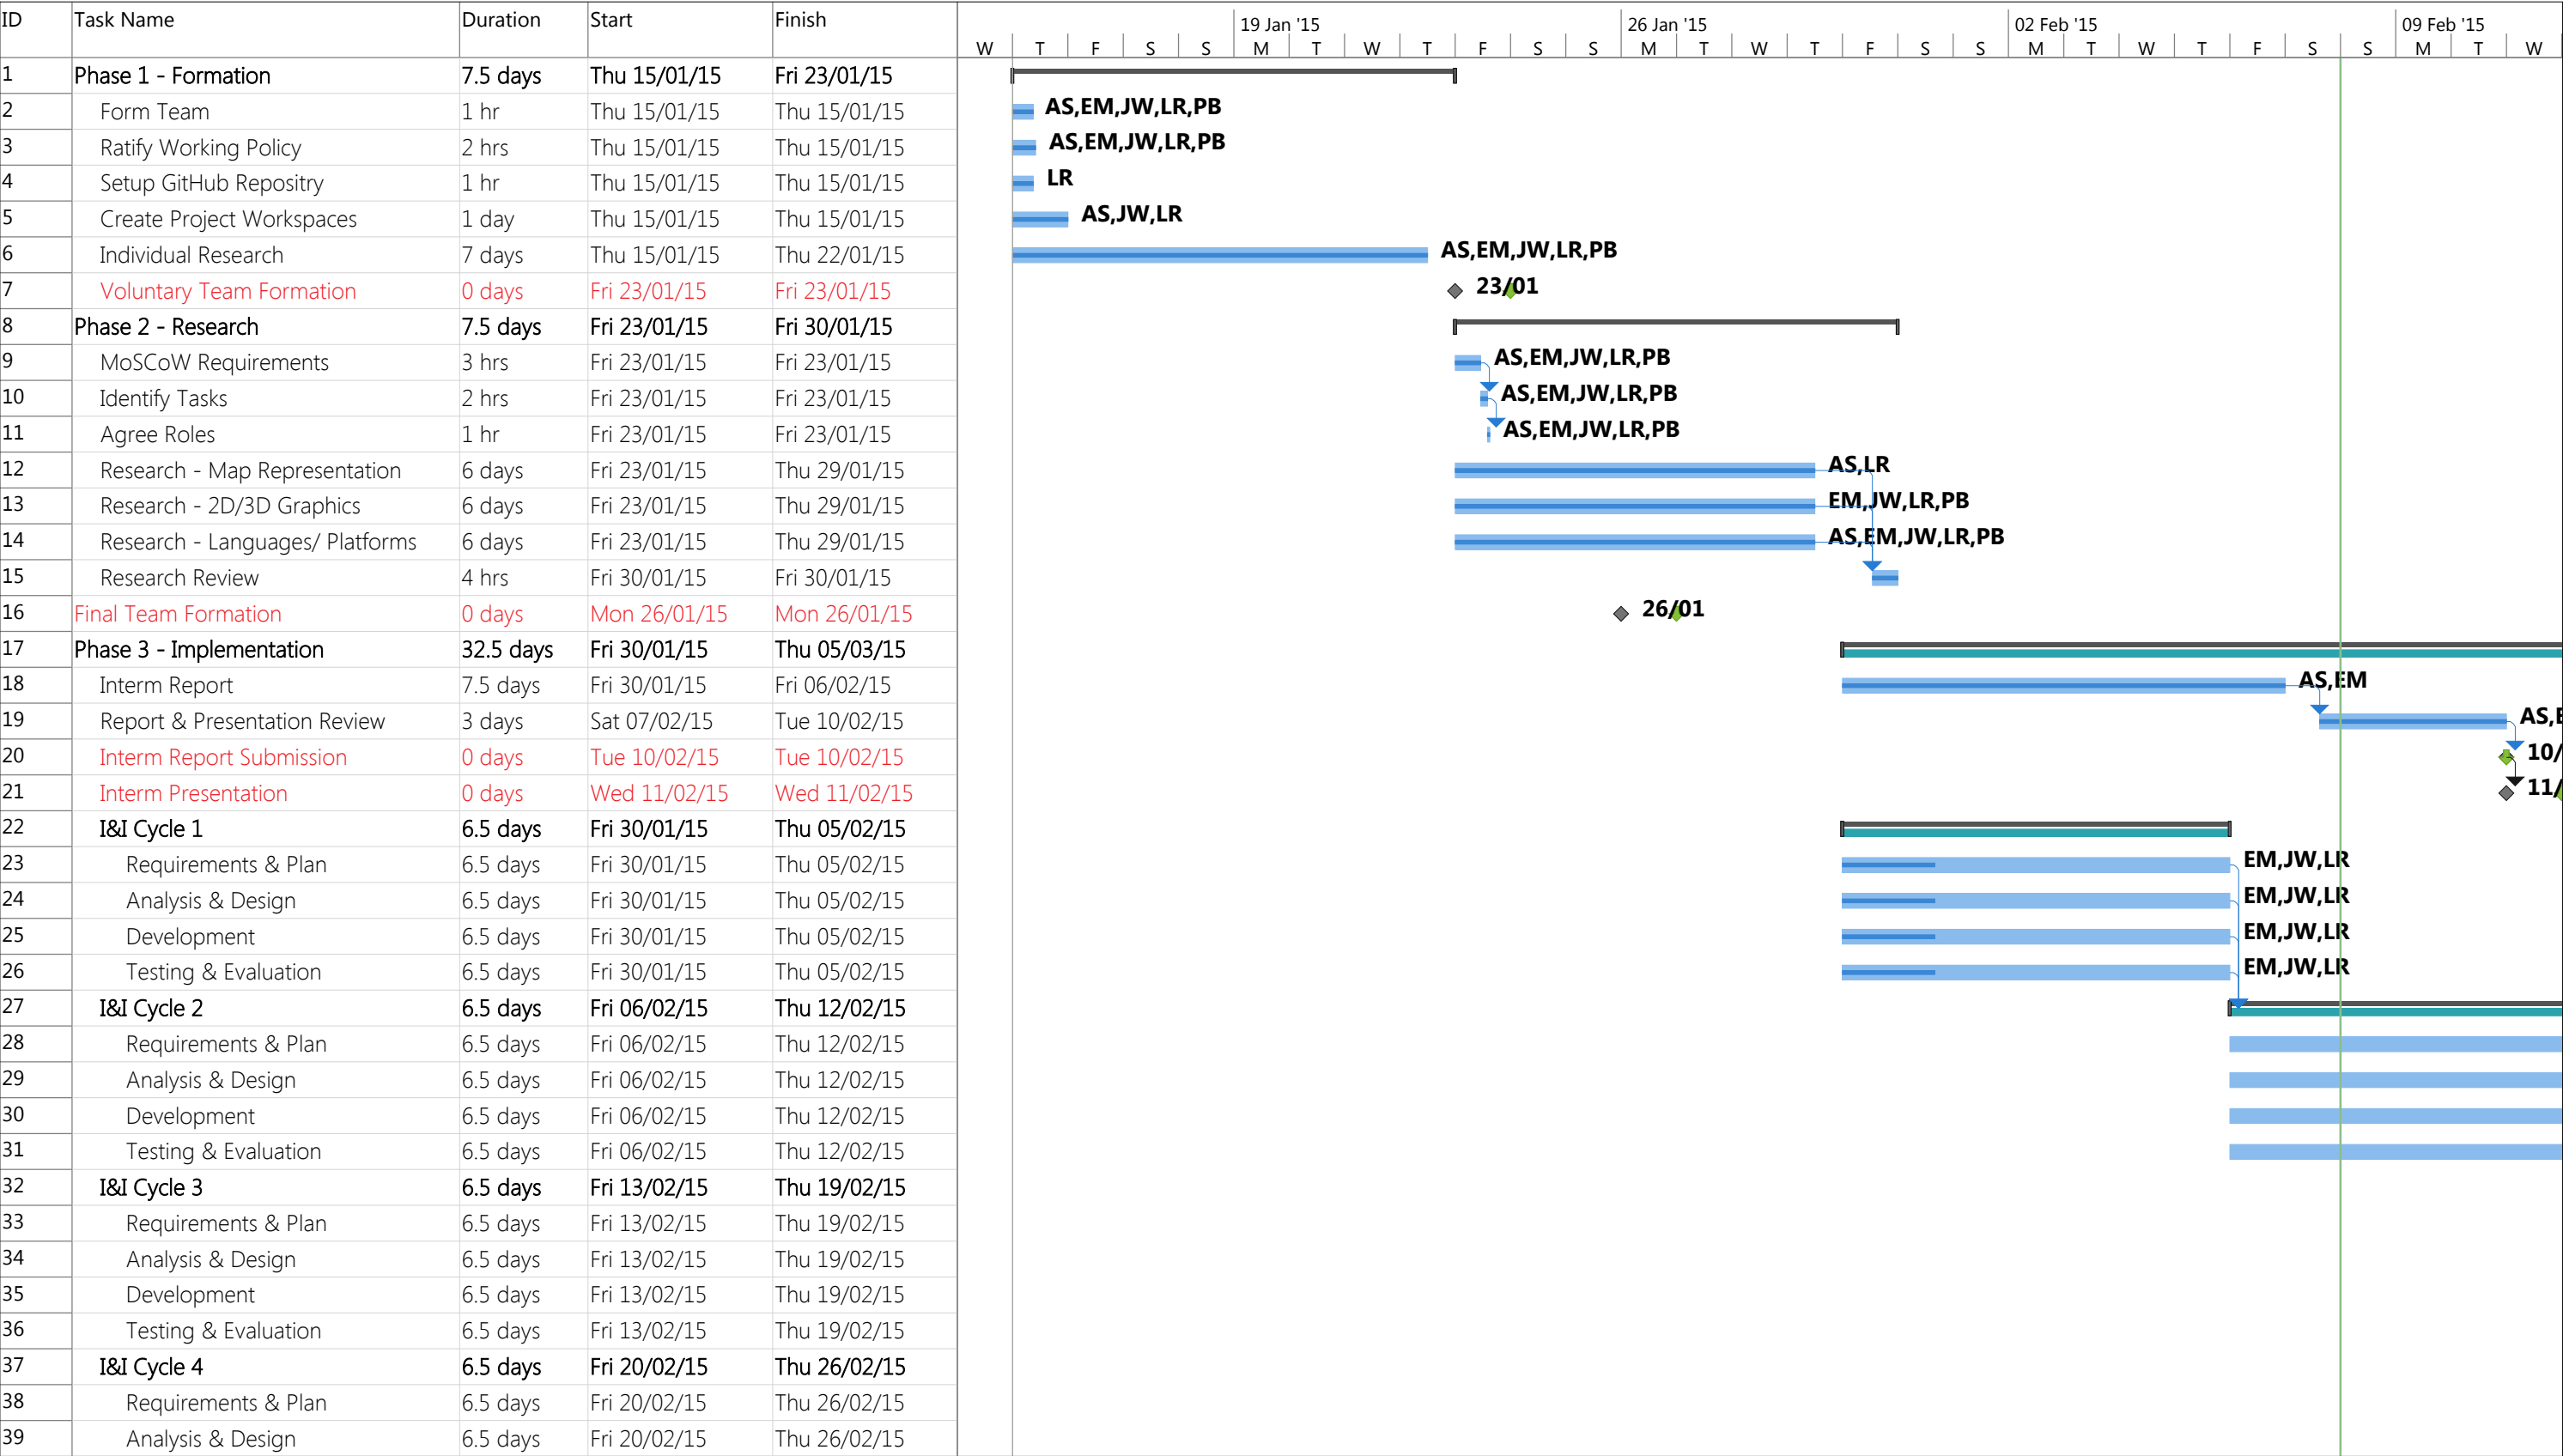 ID Task Name Duration Start Finish 19 Jan '15 26 Jan '15 02 Feb '15 09 Feb '15
W T F S S M T W T F S S M T W T F S S M T W T F S S M T W
1 Phase 1 - Formation 7.5 days Thu 15/01/15 Fri 23/01/15
2 Form Team 1 hr Thu 15/01/15 Thu 15/01/15 AS,EM,JW,LR,PB
3 Ratify Working Policy 2 hrs Thu 15/01/15 Thu 15/01/15 AS,EM,JW,LR,PB
4 Setup GitHub Repositry 1 hr Thu 15/01/15 Thu 15/01/15 LR
5 Create Project Workspaces 1 day Thu 15/01/15 Thu 15/01/15 AS,JW,LR
6 Individual Research 7 days Thu 15/01/15 Thu 22/01/15 AS,EM,JW,LR,PB
7 Voluntary Team Formation 0 days Fri 23/01/15 Fri 23/01/15 23/01
8 Phase 2 - Research 7.5 days Fri 23/01/15 Fri 30/01/15
9 MoSCoW Requirements 3 hrs Fri 23/01/15 Fri 23/01/15 AS,EM,JW,LR,PB
10 Identify Tasks 2 hrs Fri 23/01/15 Fri 23/01/15 AS,EM,JW,LR,PB
11 Agree Roles 1 hr Fri 23/01/15 Fri 23/01/15 AS,EM,JW,LR,PB
12 Research - Map Representation 6 days Fri 23/01/15 Thu 29/01/15 AS,LR
13 Research - 2D/3D Graphics 6 days Fri 23/01/15 Thu 29/01/15 EM,JW,LR,PB
14 Research - Languages/ Platforms 6 days Fri 23/01/15 Thu 29/01/15 AS,EM,JW,LR,PB
15 Research Review 4 hrs Fri 30/01/15 Fri 30/01/15
16 Final Team Formation 0 days Mon 26/01/15 Mon 26/01/15 26/01
17 Phase 3 - Implementation 32.5 days Fri 30/01/15 Thu 05/03/15
18 Interm Report 7.5 days Fri 30/01/15 Fri 06/02/15 AS,EM
19 Report & Presentation Review 3 days Sat 07/02/15 Tue 10/02/15 AS,
20 Interm Report Submission 0 days Tue 10/02/15 Tue 10/02/15 10/
21 Interm Presentation 0 days Wed 11/02/15 Wed 11/02/15 11/
22 I&I Cycle 1 6.5 days Fri 30/01/15 Thu 05/02/15
23 Requirements & Plan 6.5 days Fri 30/01/15 Thu 05/02/15 EM,JW,LR
24 Analysis & Design 6.5 days Fri 30/01/15 Thu 05/02/15 EM,JW,LR
25 Development 6.5 days Fri 30/01/15 Thu 05/02/15 EM,JW,LR
26 Testing & Evaluation 6.5 days Fri 30/01/15 Thu 05/02/15 EM,JW,LR
27 I&I Cycle 2 6.5 days Fri 06/02/15 Thu 12/02/15
28 Requirements & Plan 6.5 days Fri 06/02/15 Thu 12/02/15
29 Analysis & Design 6.5 days Fri 06/02/15 Thu 12/02/15
30 Development 6.5 days Fri 06/02/15 Thu 12/02/15
31 Testing & Evaluation 6.5 days Fri 06/02/15 Thu 12/02/15
32 I&I Cycle 3 6.5 days Fri 13/02/15 Thu 19/02/15
33 Requirements & Plan 6.5 days Fri 13/02/15 Thu 19/02/15
34 Analysis & Design 6.5 days Fri 13/02/15 Thu 19/02/15
35 Development 6.5 days Fri 13/02/15 Thu 19/02/15
36 Testing & Evaluation 6.5 days Fri 13/02/15 Thu 19/02/15
37 I&I Cycle 4 6.5 days Fri 20/02/15 Thu 26/02/15
38 Requirements & Plan 6.5 days Fri 20/02/15 Thu 26/02/15
39 Analysis & Design 6.5 days Fri 20/02/15 Thu 26/02/15